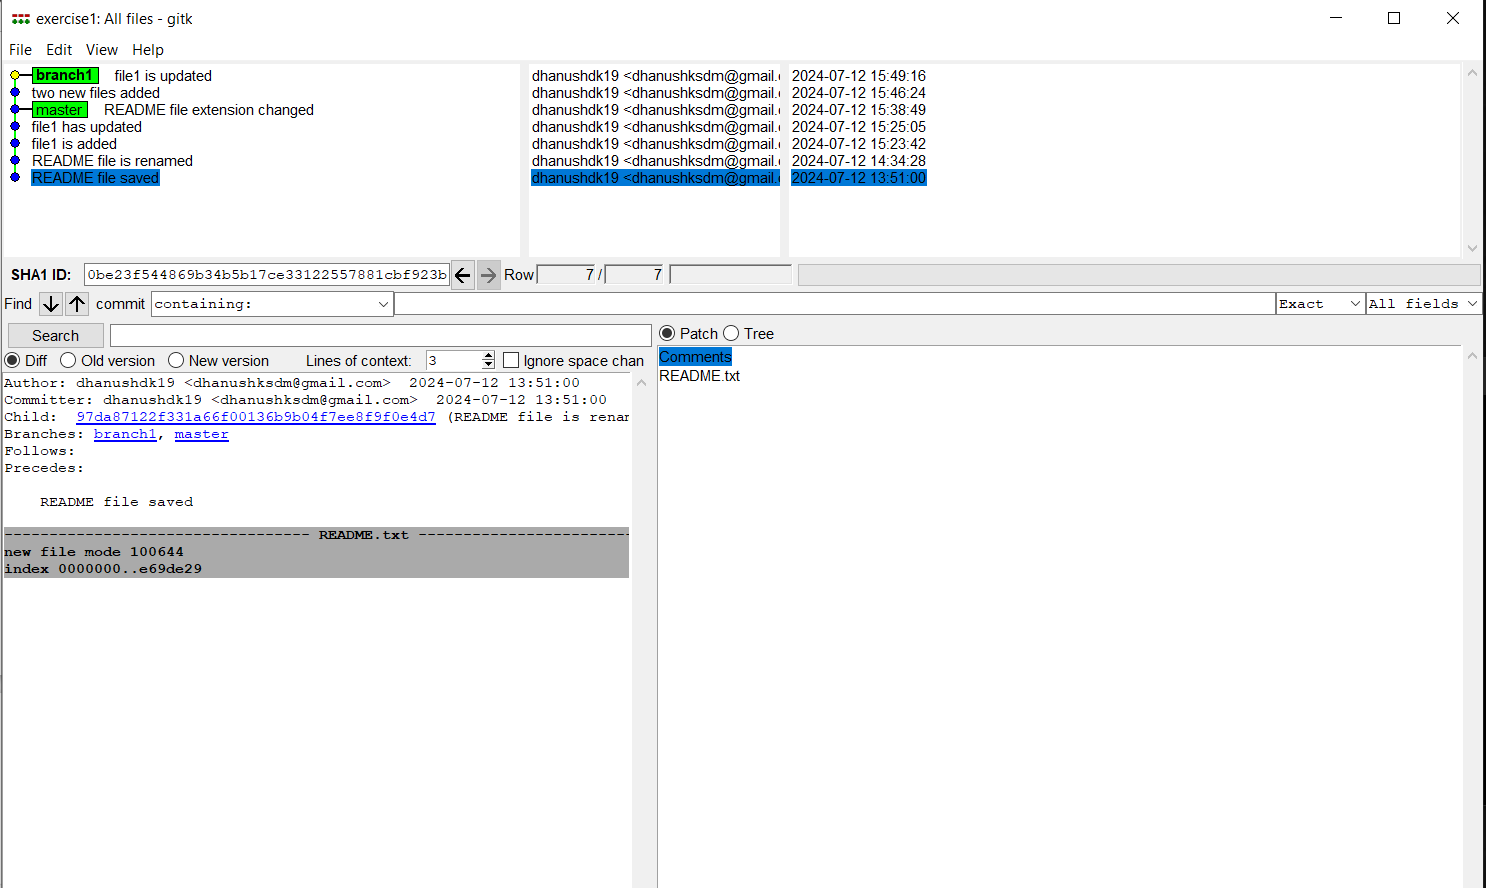 exercise1: All files - gitk
File Edit View Help
branch1 file1 is updated dhanushdk19 <dhanushksdm@gmail. 2024-07-12 15:49:16
two new files added dhanushdk19 <dhanushksdm@gmail. 2024-07-12 15:46:24
master README file extension changed dhanushdk19 <dhanushksdm@gmail. 2024-07-12 15:38:49
file1 has updated dhanushdk19 <dhanushksdm@gmail. 2024-07-12 15:25:05
file1 is added dhanushdk19 <dhanushksdm@gmail. 2024-07-12 15:23:42
README file is renamed dhanushdk19 <dhanushksdm@gmail. 2024-07-12 14:34:28
README file saved dhanushdk19 <dhanushksdm@gmail. 2024-07-12 13:51:00
SHA1 ID: 0be23f544869b34b5b17ce33122557881cbf923b Row 7 / 7
Find commit containing: Exact All fields
Search
Patch Tree
Diff Old version New version Lines of context: 3 Ignore space chan
Comments
README.txt
Author: dhanushdk19 <dhanushksdm@gmail.com> 2024-07-12 13:51:00
Committer: dhanushdk19 <dhanushksdm@gmail.com> 2024-07-12 13:51:00
Child: 97da87122f331a66f00136b9b04f7ee8f9f0e4d7 (README file is renam
Branches: branch1, master
Follows:
Precedes:
README file saved
---------------------------------- README.txt ------------------------
new file mode 100644
index 0000000..e69de29